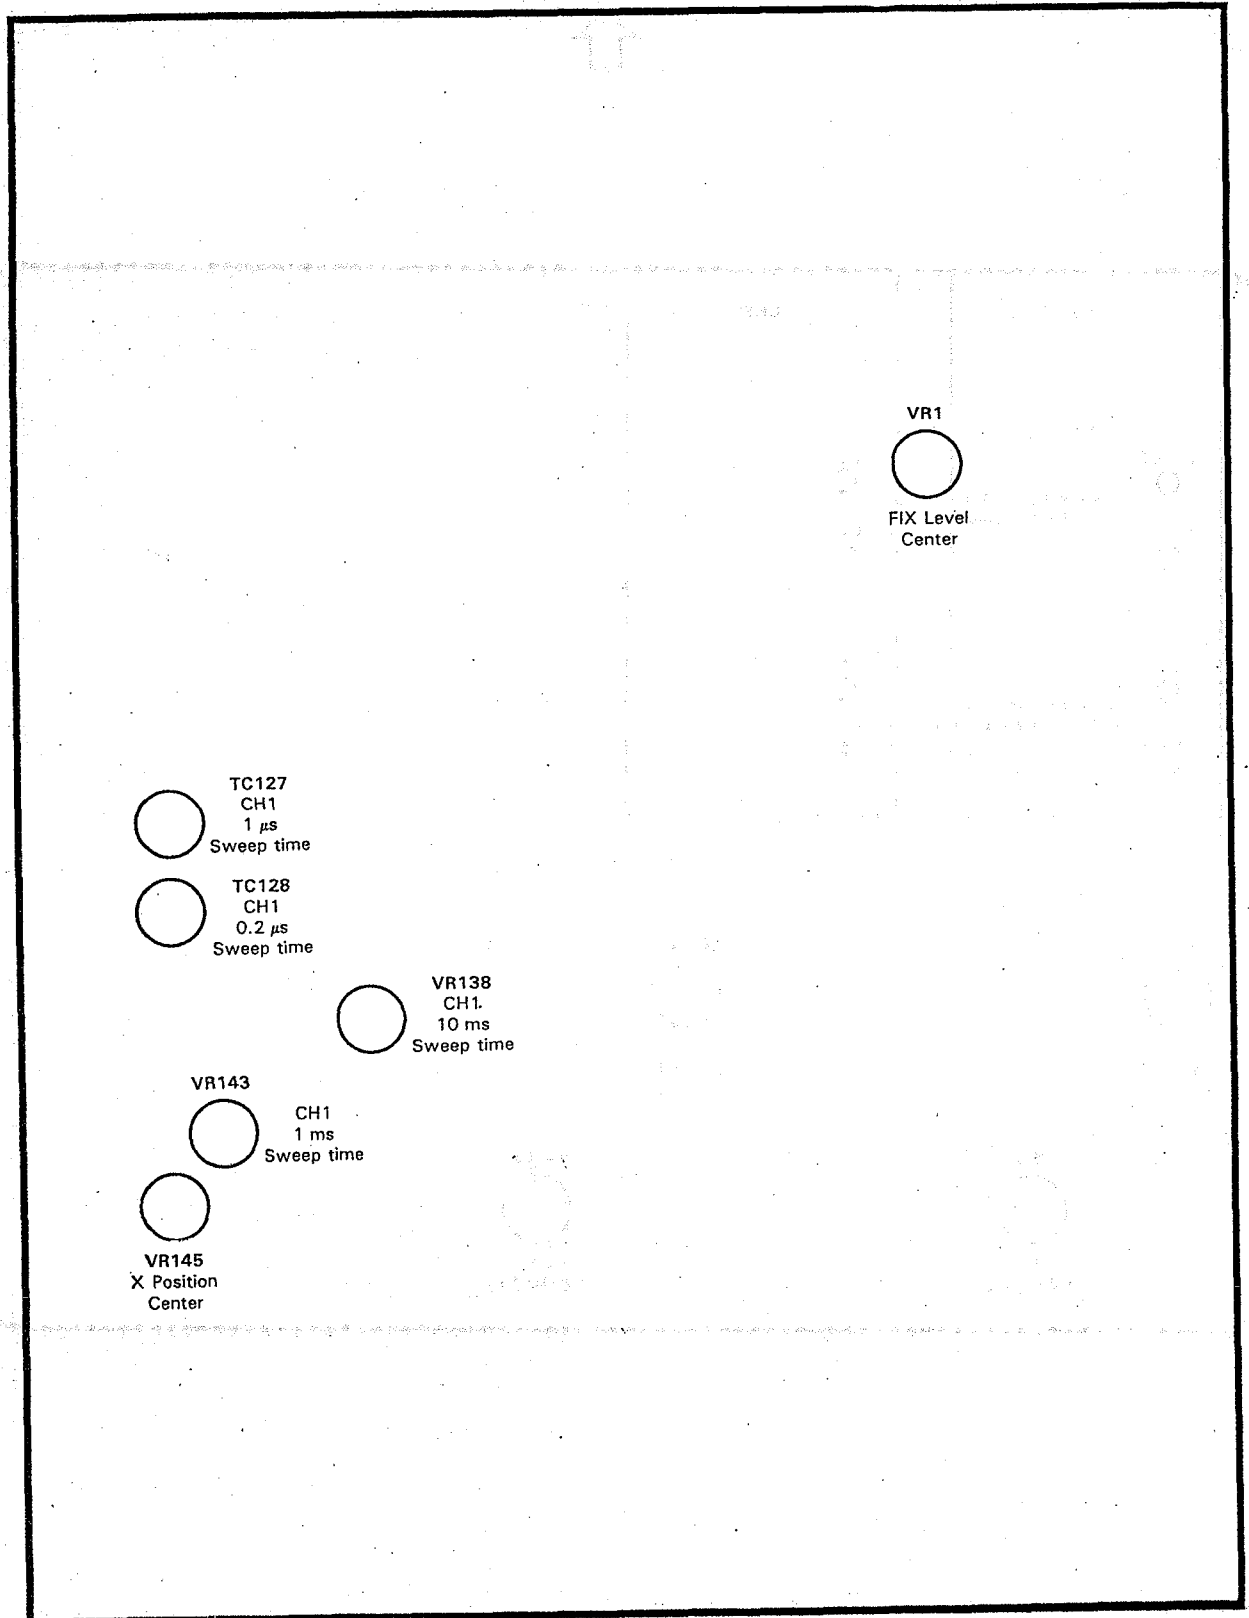 VR1
FIX Level
Center
TC127
CH1
1 μs
Sweep time
TC128
CH1
0.2 μs
Sweep time
VR138
CH1.
10 ms
Sweep time
VR143
CH1
1 ms
Sweep time
VR145
X Position
Center